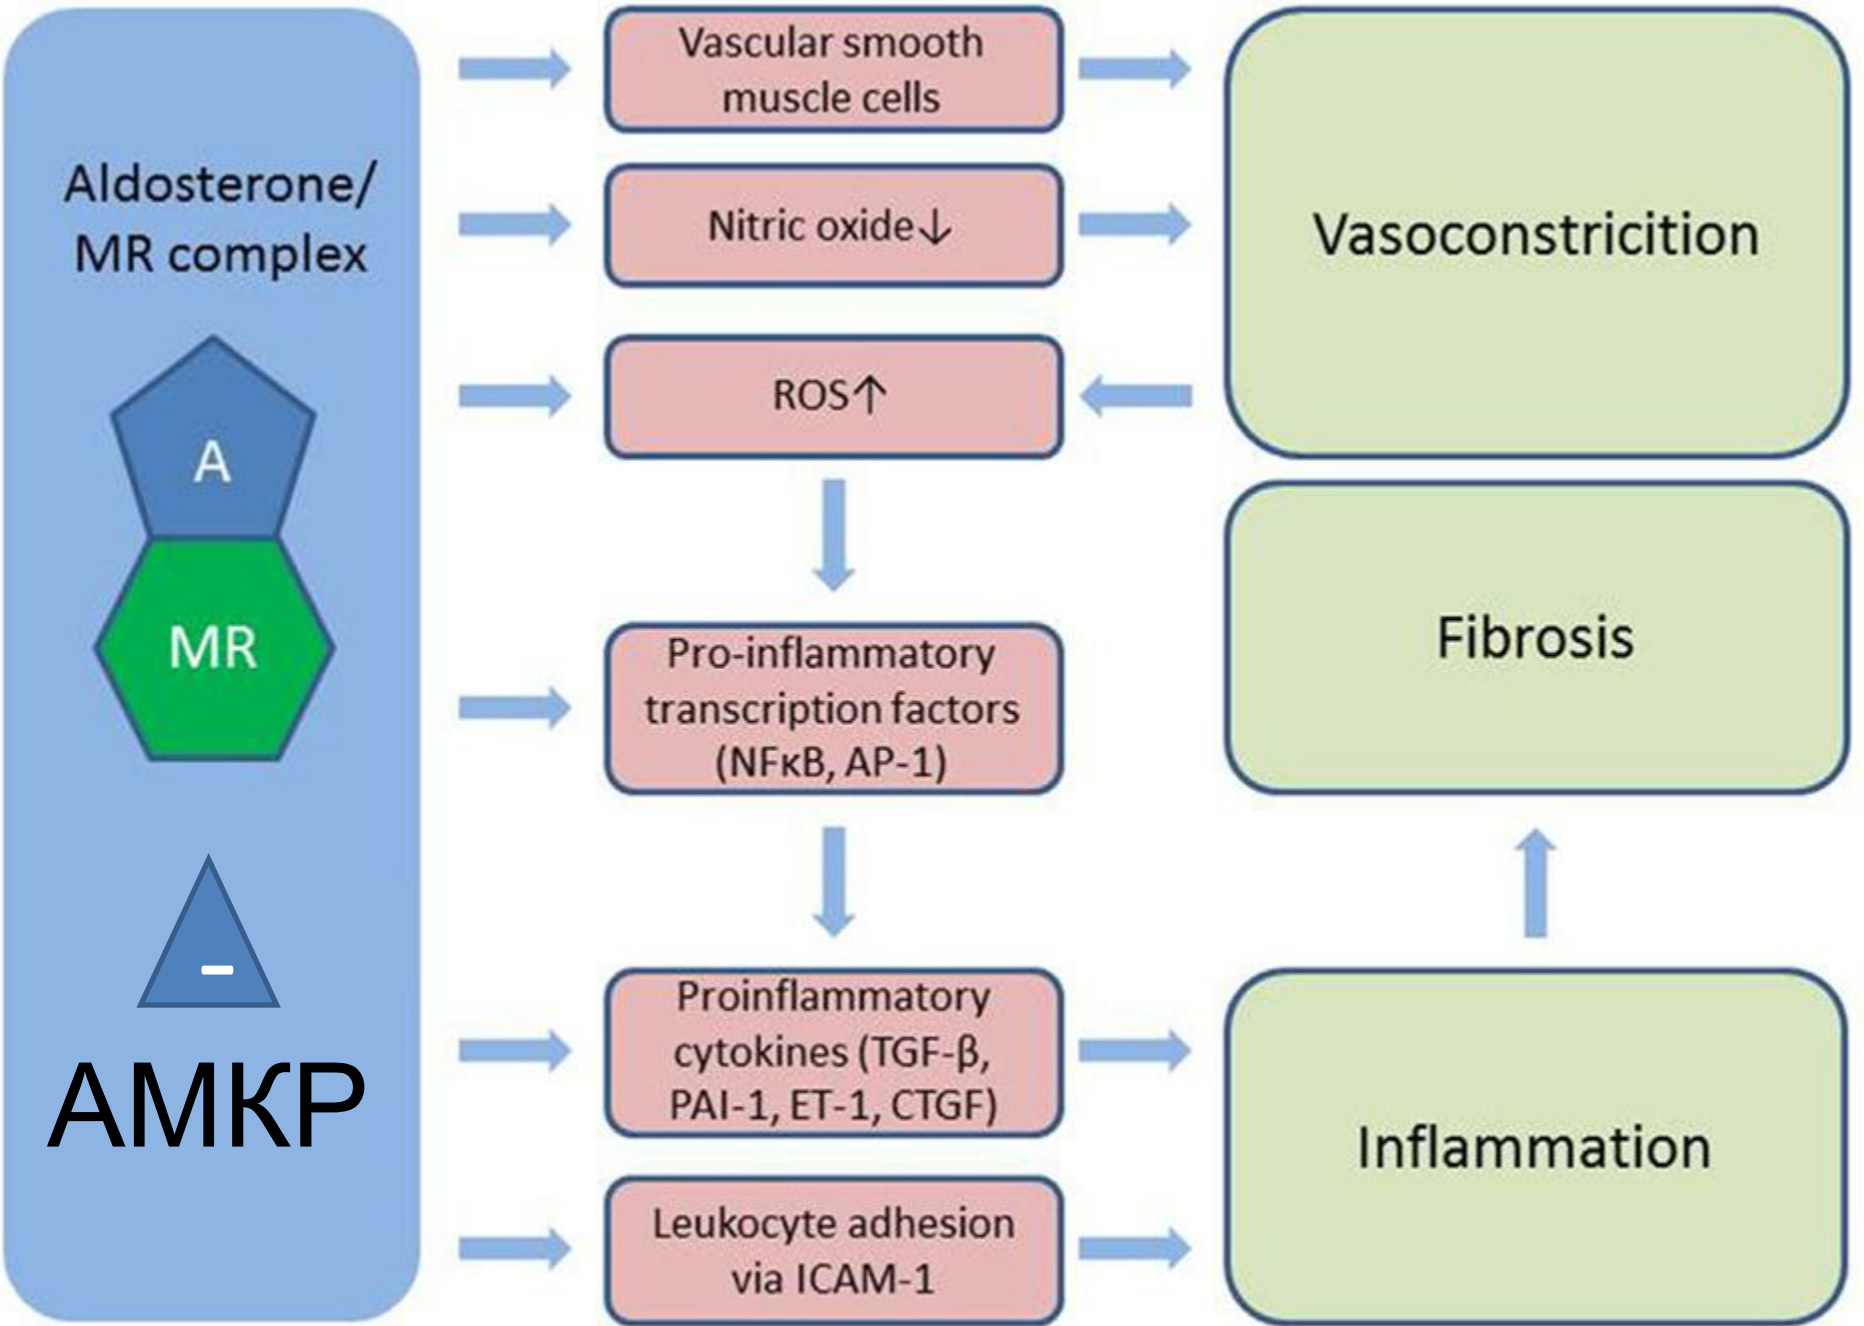 Aldosterone/
MR complex
A
MR
-
АМКР
Vascular smooth
muscle cells
Nitric oxide↓
ROS↑
Pro-inflammatory
transcription factors
(NFκB, AP-1)
Proinflammatory
cytokines (TGF-β,
PAI-1, ET-1, CTGF)
Leukocyte adhesion
via ICAM-1
Vasoconstricition
Fibrosis
Inflammation